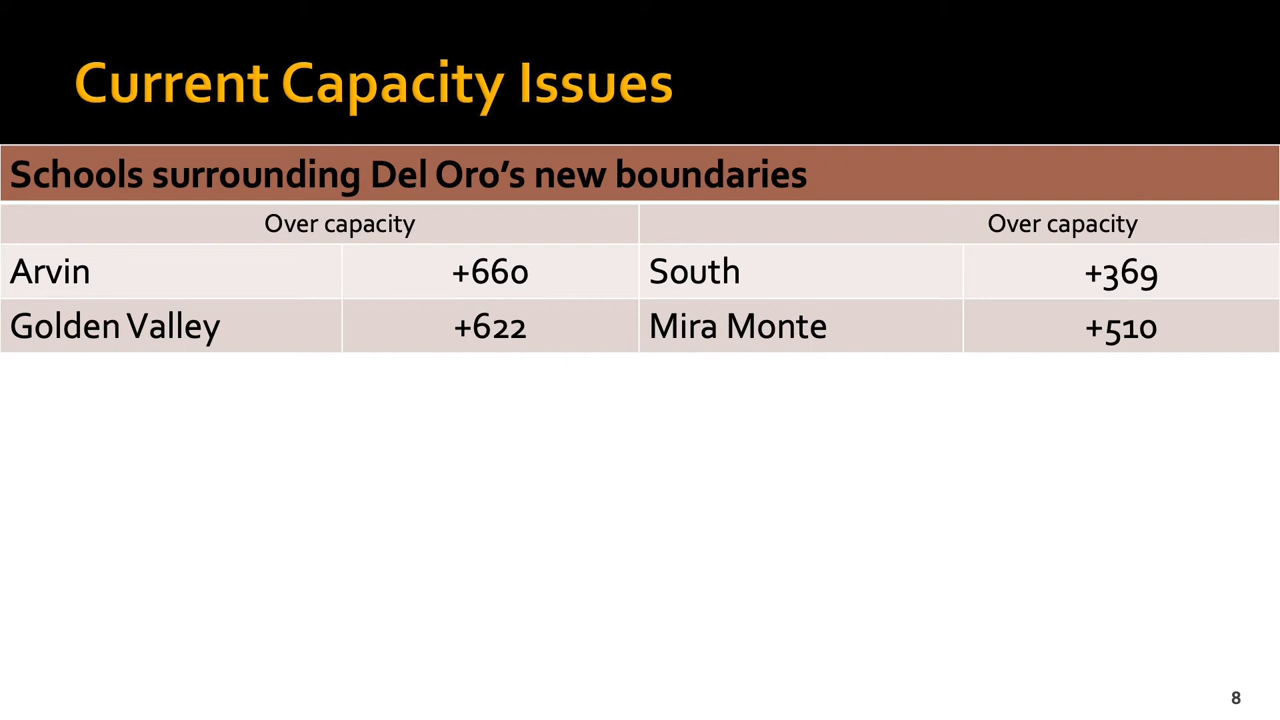 Current Capacity Issues
Schools surrounding Del Oro’s new boundaries
Over capacity Over capacity
Arvin +660 South +369
Golden Valley +622 Mira Monte +510
8